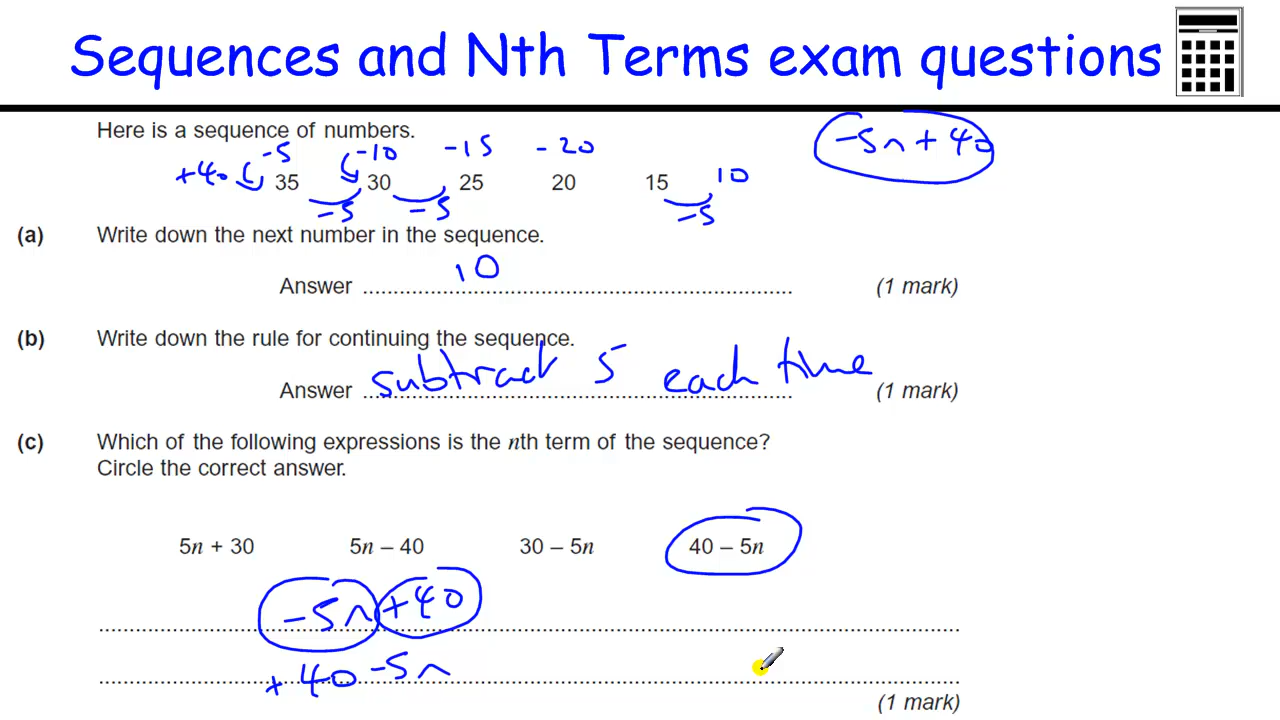 Sequences and Nth Terms exam questions
Here is a sequence of numbers.
-5n + 40
-5 -10 -15 -20
+40 35 30 25 20 15 10
-5 -5 -5
(a) Write down the next number in the sequence.
10
Answer ........................................................................... (1 mark)
(b) Write down the rule for continuing the sequence.
Answer subtract 5 each time (1 mark)
(c) Which of the following expressions is the nth term of the sequence?
Circle the correct answer.
5n + 30 5n – 40 30 – 5n 40 – 5n
-5n +40
+40 -5n
(1 mark)